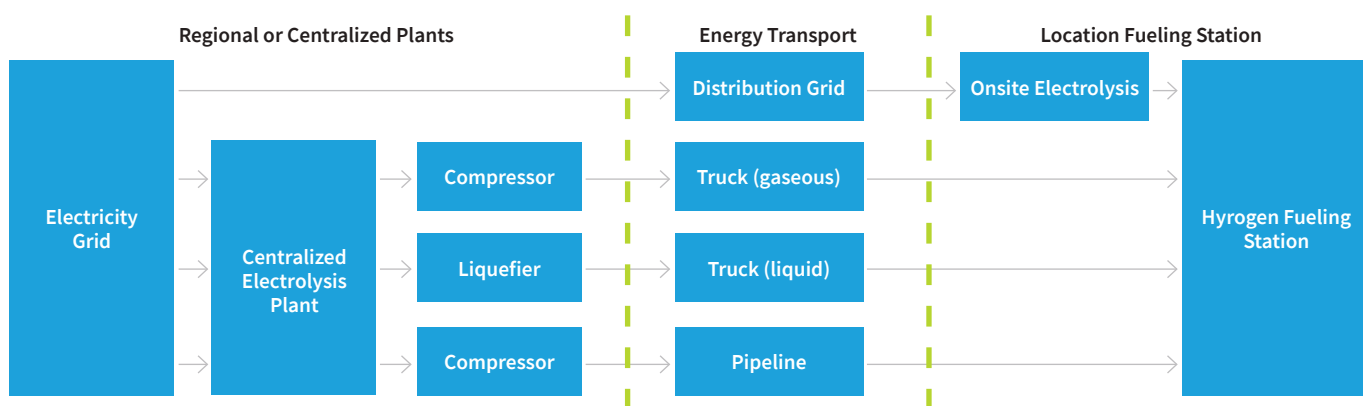 Regional or Centralized Plants
Energy Transport
Location Fueling Station
Electricity
Grid
Centralized
Electrolysis
Plant
Compressor
Liquefier
Compressor
Distribution Grid
Truck (gaseous)
Truck (liquid)
Pipeline
Onsite Electrolysis
Hyrogen Fueling
Station